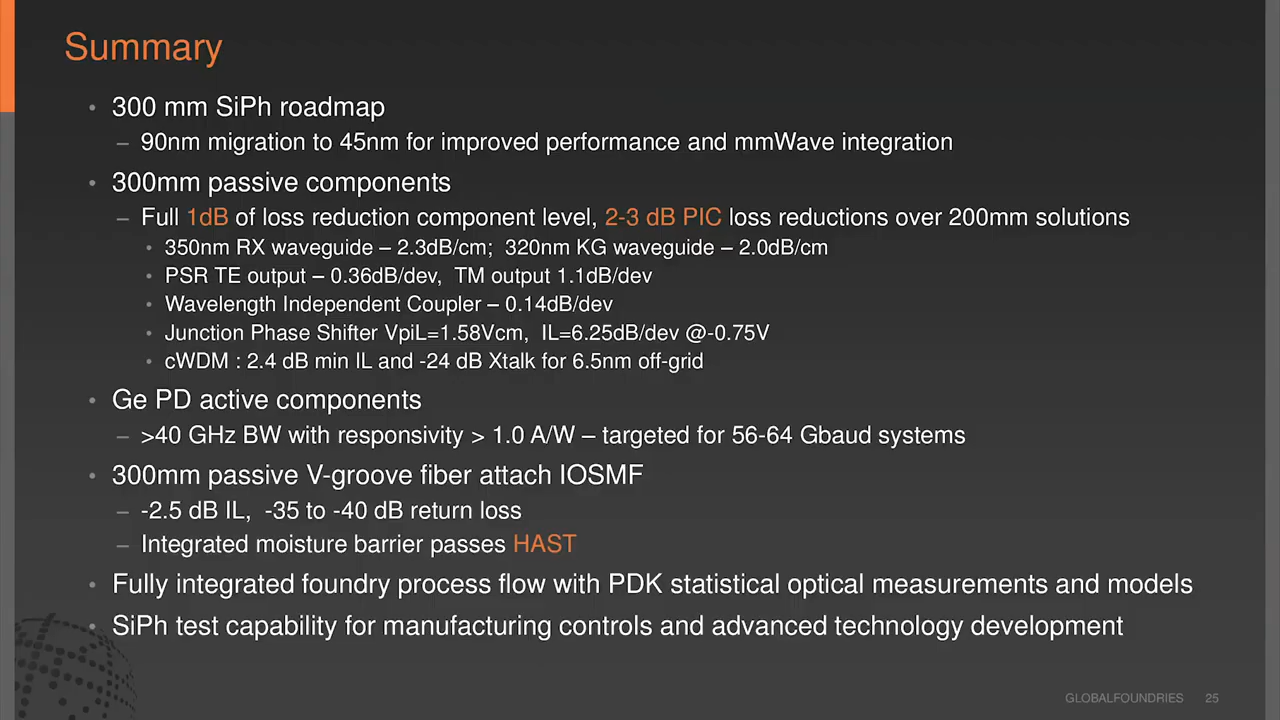 Summary
• 300 mm SiPh roadmap
– 90nm migration to 45nm for improved performance and mmWave integration
• 300mm passive components
– Full 1dB of loss reduction component level, 2-3 dB PIC loss reductions over 200mm solutions
• 350nm RX waveguide – 2.3dB/cm; 320nm KG waveguide – 2.0dB/cm
• PSR TE output – 0.36dB/dev, TM output 1.1dB/dev
• Wavelength Independent Coupler – 0.14dB/dev
• Junction Phase Shifter VpiL=1.58Vcm, IL=6.25dB/dev @-0.75V
• cWDM : 2.4 dB min IL and -24 dB Xtalk for 6.5nm off-grid
• Ge PD active components
– >40 GHz BW with responsivity > 1.0 A/W – targeted for 56-64 Gbaud systems
• 300mm passive V-groove fiber attach IOSMF
– -2.5 dB IL, -35 to -40 dB return loss
– Integrated moisture barrier passes HAST
• Fully integrated foundry process flow with PDK statistical optical measurements and models
• SiPh test capability for manufacturing controls and advanced technology development
GLOBALFOUNDRIES 25